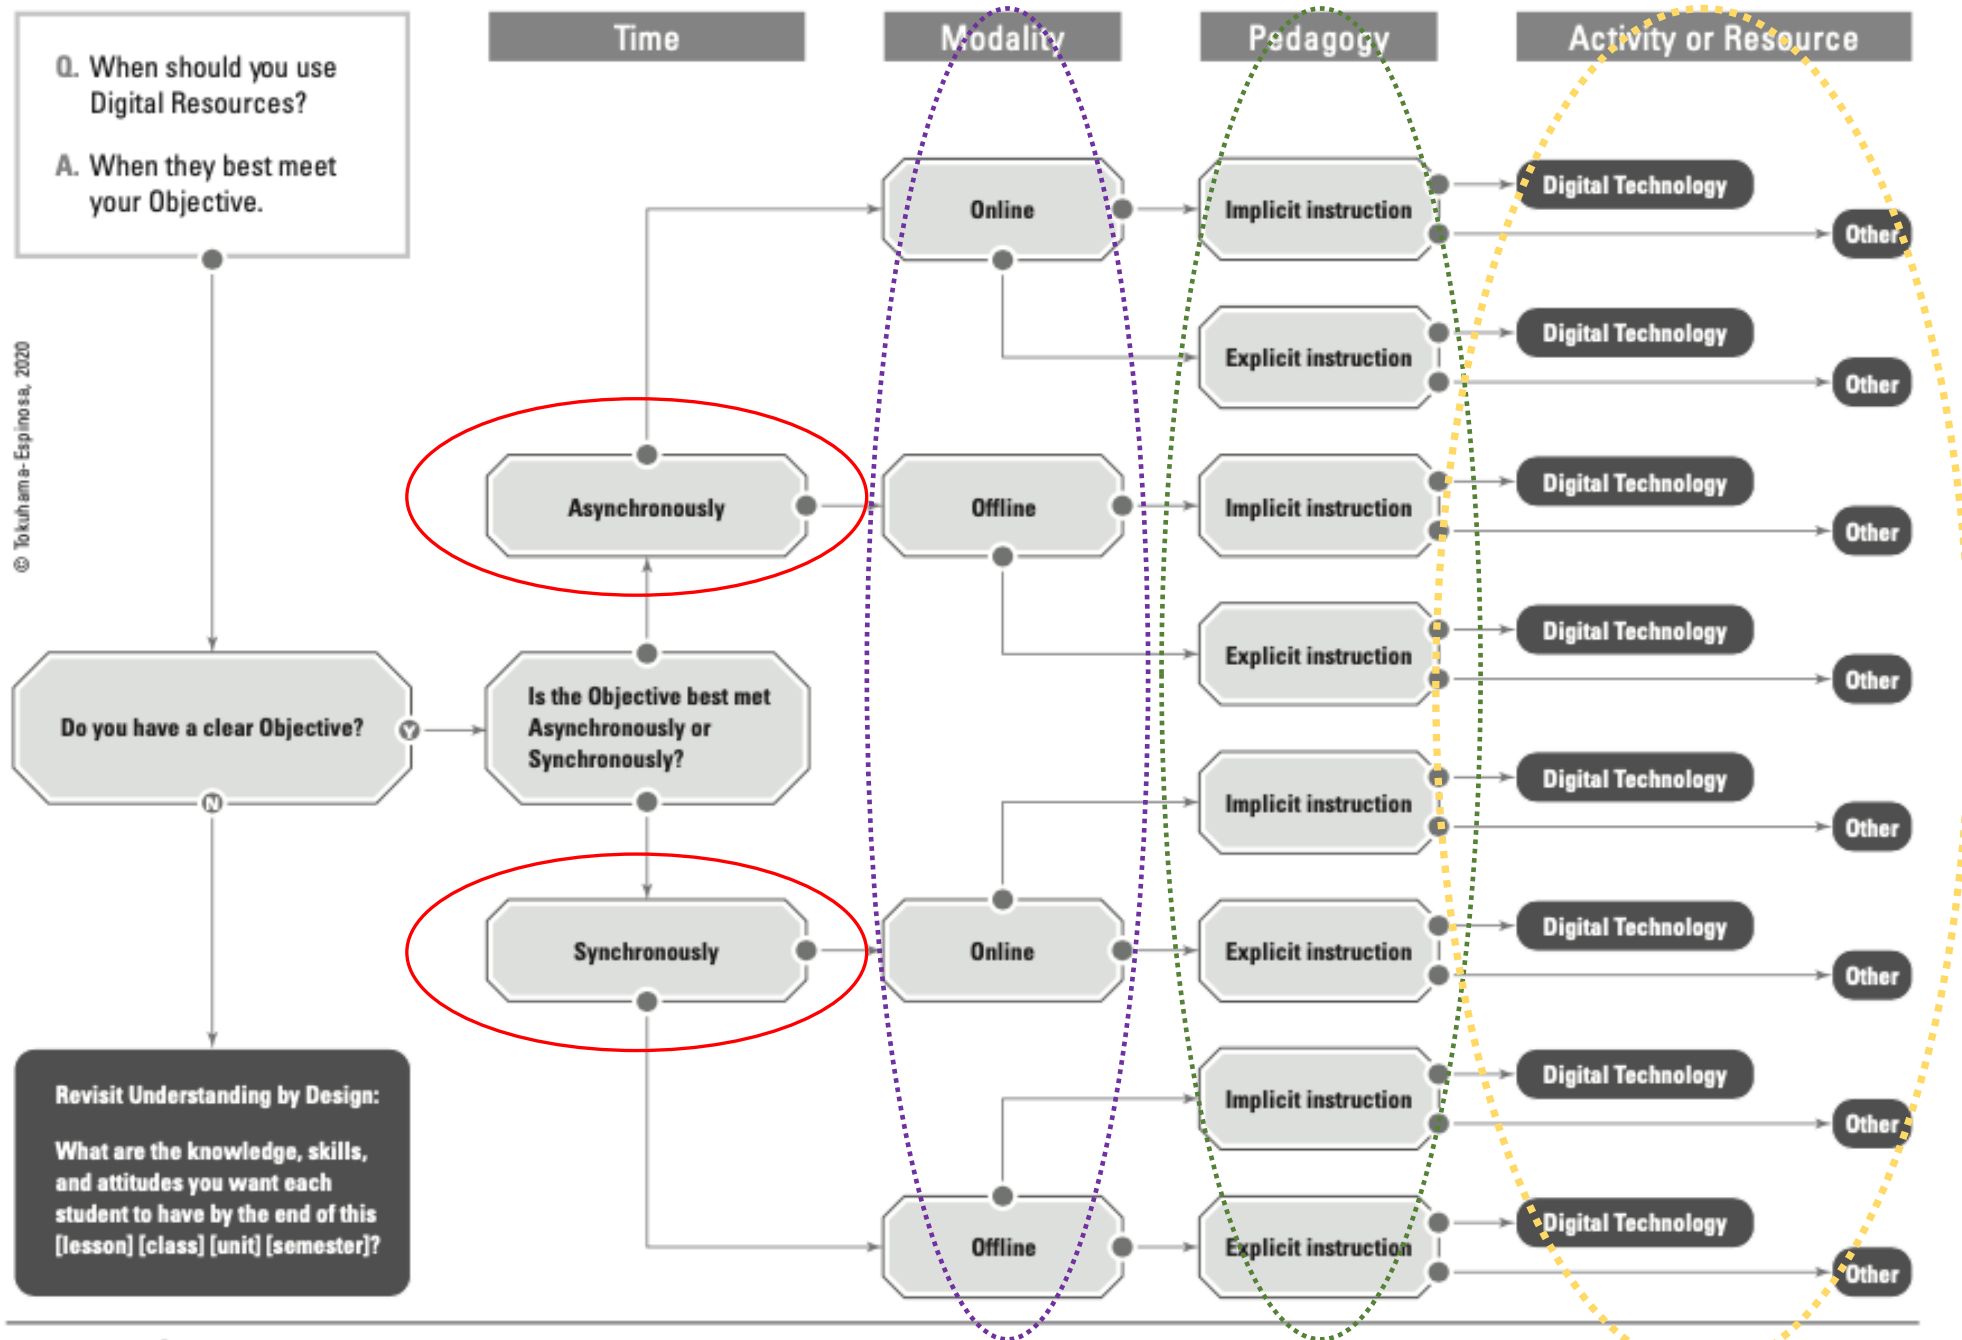 Q. When should you use
Digital Resources?
A. When they best meet
your Objective.
© Tokuhama-Espinosa, 2020
Do you have a clear Objective?
Y
N
Revisit Understanding by Design:
What are the knowledge, skills,
and attitudes you want each
student to have by the end of this
[lesson] [class] [unit] [semester]?
Time
Asynchronously
Is the Objective best met
Asynchronously or
Synchronously?
Synchronously
Modality
Online
Offline
Online
Offline
Pedagogy
Implicit instruction
Explicit instruction
Implicit instruction
Explicit instruction
Implicit instruction
Explicit instruction
Implicit instruction
Explicit instruction
Activity or Resource
Digital Technology
Other
Digital Technology
Other
Digital Technology
Other
Digital Technology
Other
Digital Technology
Other
Digital Technology
Other
Digital Technology
Other
Digital Technology
Other